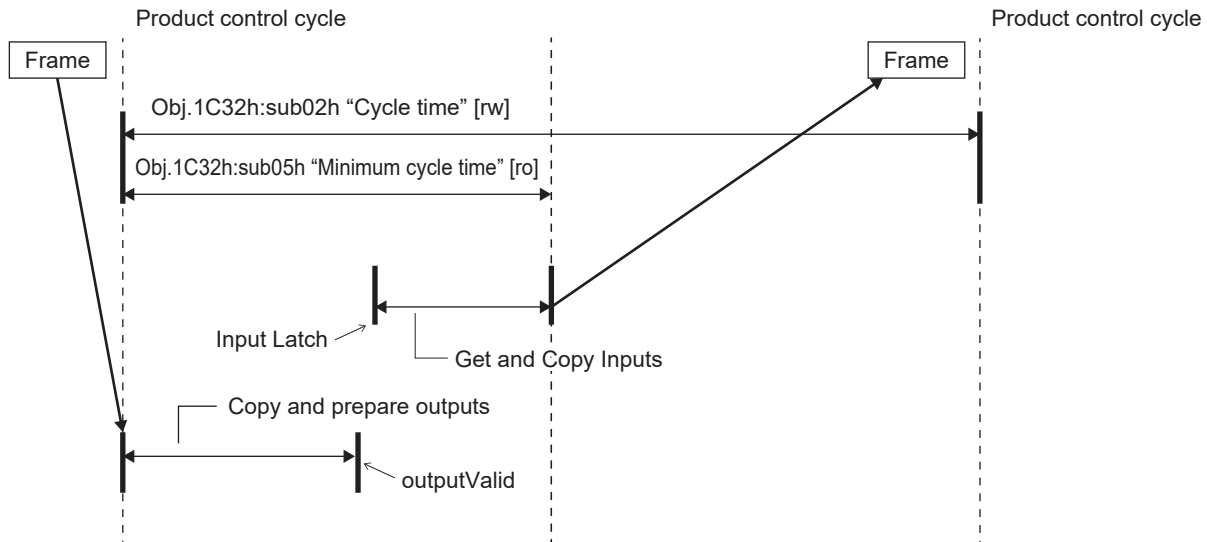 Product control cycle
Product control cycle
Frame
Frame
Obj.1C32h:sub02h “Cycle time” [rw]
Obj.1C32h:sub05h “Minimum cycle time” [ro]
Input Latch
Get and Copy Inputs
Copy and prepare outputs
outputValid